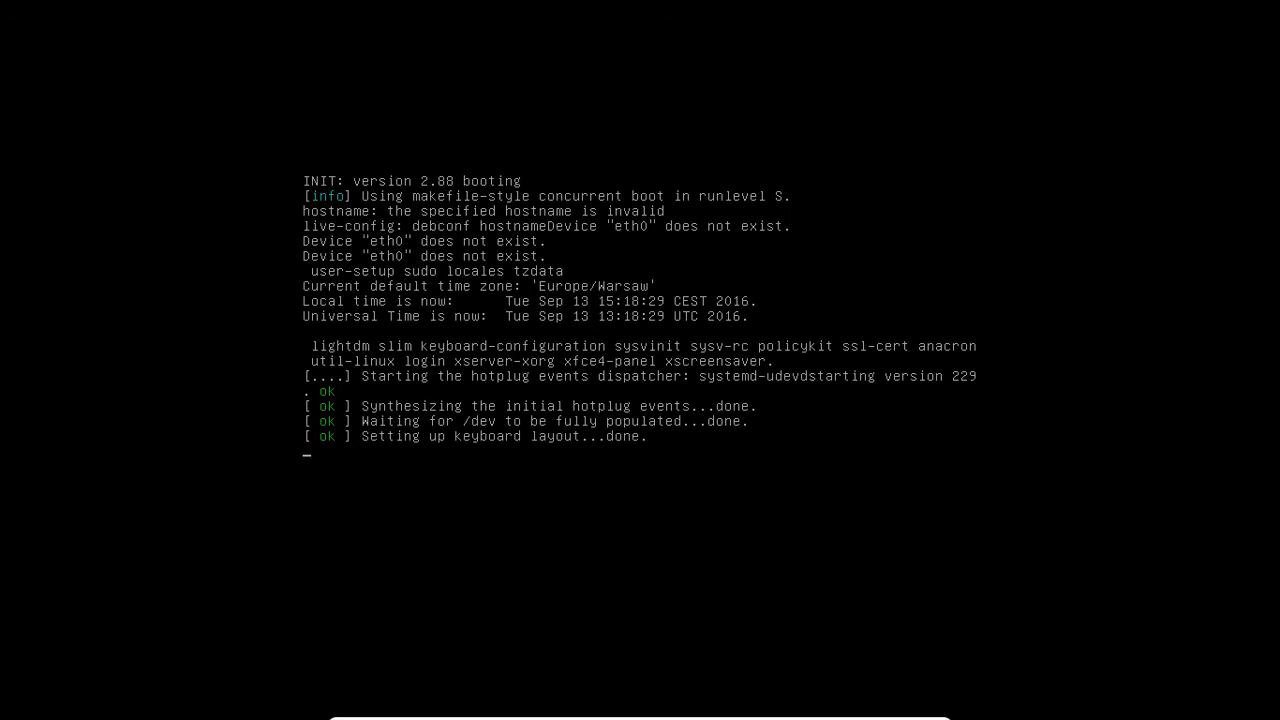 INIT: version 2.88 booting
[info] Using makefile-style concurrent boot in runlevel S.
hostname: the specified hostname is invalid
live-config: debconf hostnameDevice "eth0" does not exist.
Device "eth0" does not exist.
Device "eth0" does not exist.
 user-setup sudo locales tzdata
Current default time zone: 'Europe/Warsaw'
Local time is now:      Tue Sep 13 15:18:29 CEST 2016.
Universal Time is now:  Tue Sep 13 13:18:29 UTC 2016.
 lightdm slim keyboard-configuration sysvinit sysv-rc policykit ssl-cert anacron
 util-linux login xserver-xorg xfce4-panel xscreensaver.
[....] Starting the hotplug events dispatcher: systemd-udevdstarting version 229
. ok
[ ok ] Synthesizing the initial hotplug events...done.
[ ok ] Waiting for /dev to be fully populated...done.
[ ok ] Setting up keyboard layout...done.
_